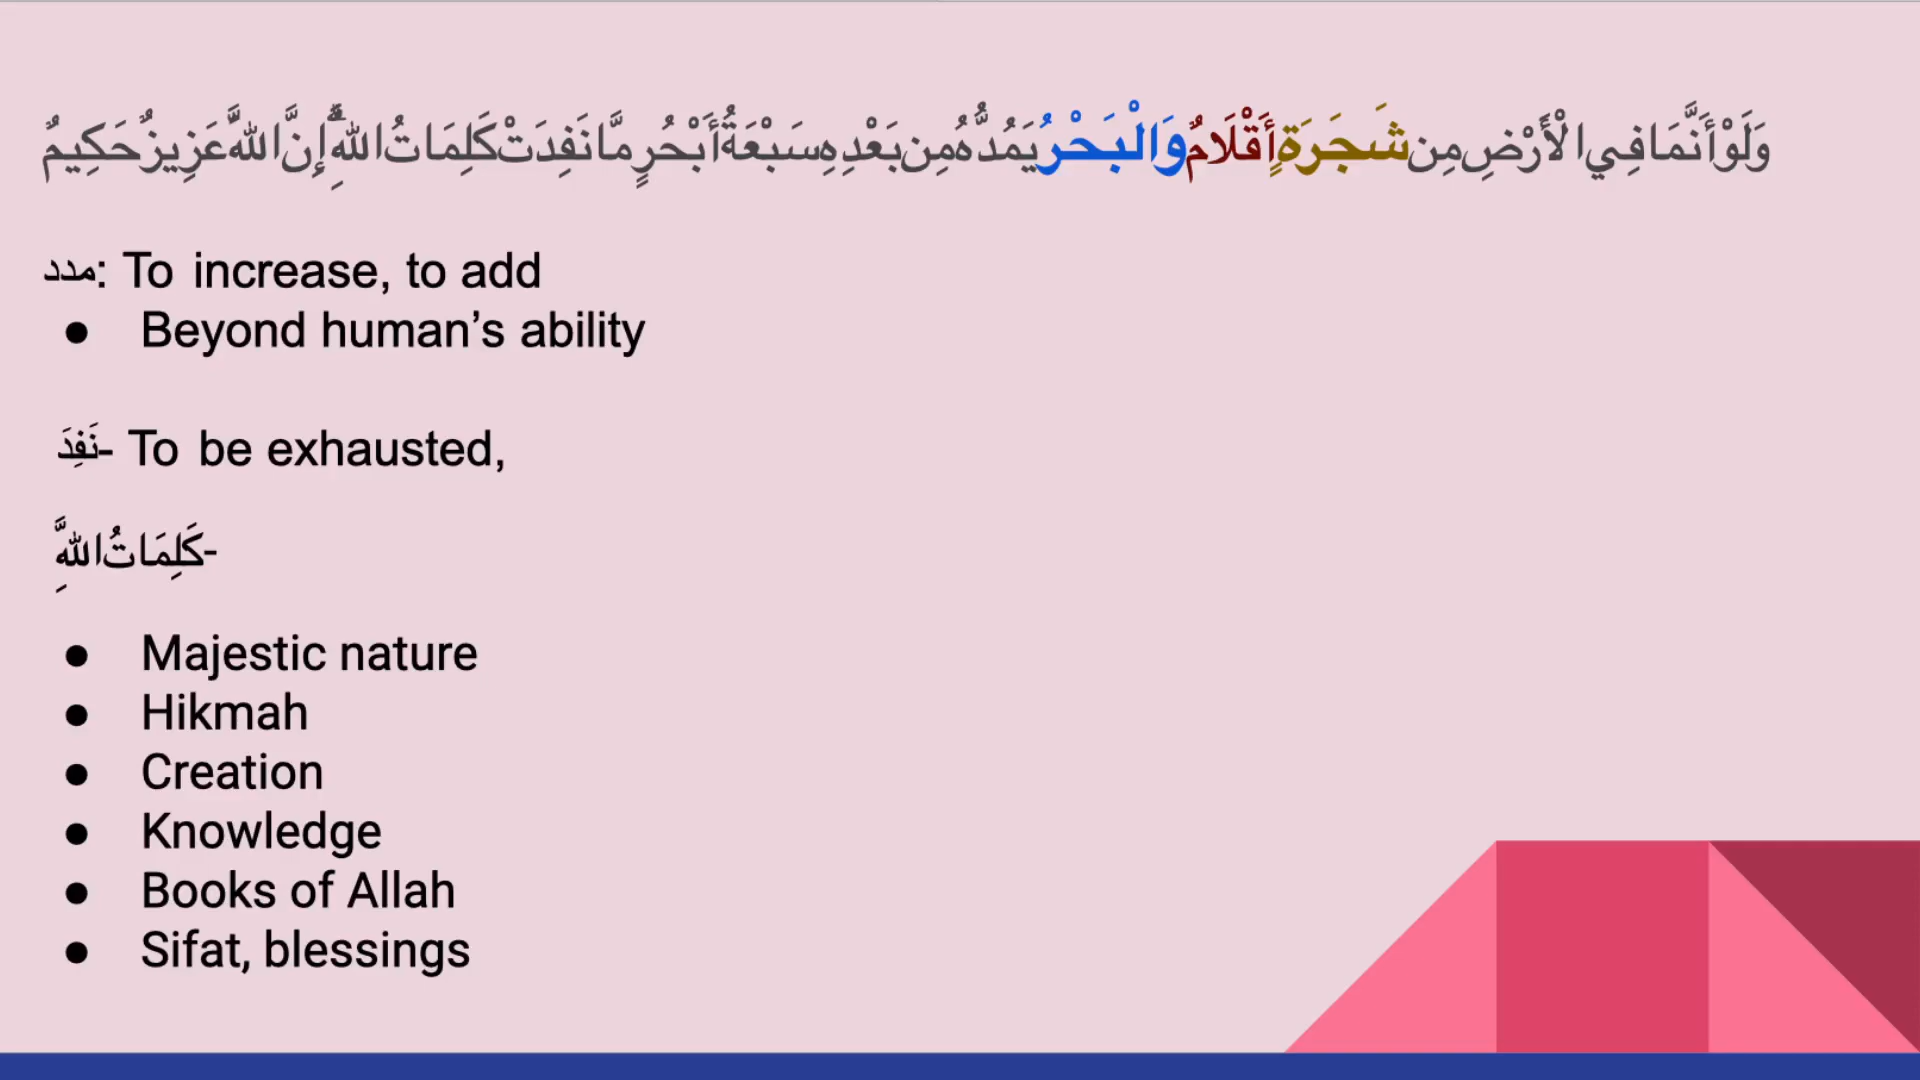 وَلَوْ أَنَّمَا فِي الْأَرْضِ مِن شَجَرَةٍ أَقْلَامٌ وَالْبَحْرُ يَمُدُّهُ مِن بَعْدِهِ سَبْعَةُ أَبْحُرٍ مَّا نَفِدَتْ كَلِمَاتُ اللَّهِ ۗ إِنَّ اللَّهَ عَزِيزٌ حَكِيمٌ
مدد: To increase, to add
● Beyond human’s ability
نَفِدَ- To be exhausted,
كَلِمَاتُ اللَّهِ-
● Majestic nature
● Hikmah
● Creation
● Knowledge
● Books of Allah
● Sifat, blessings